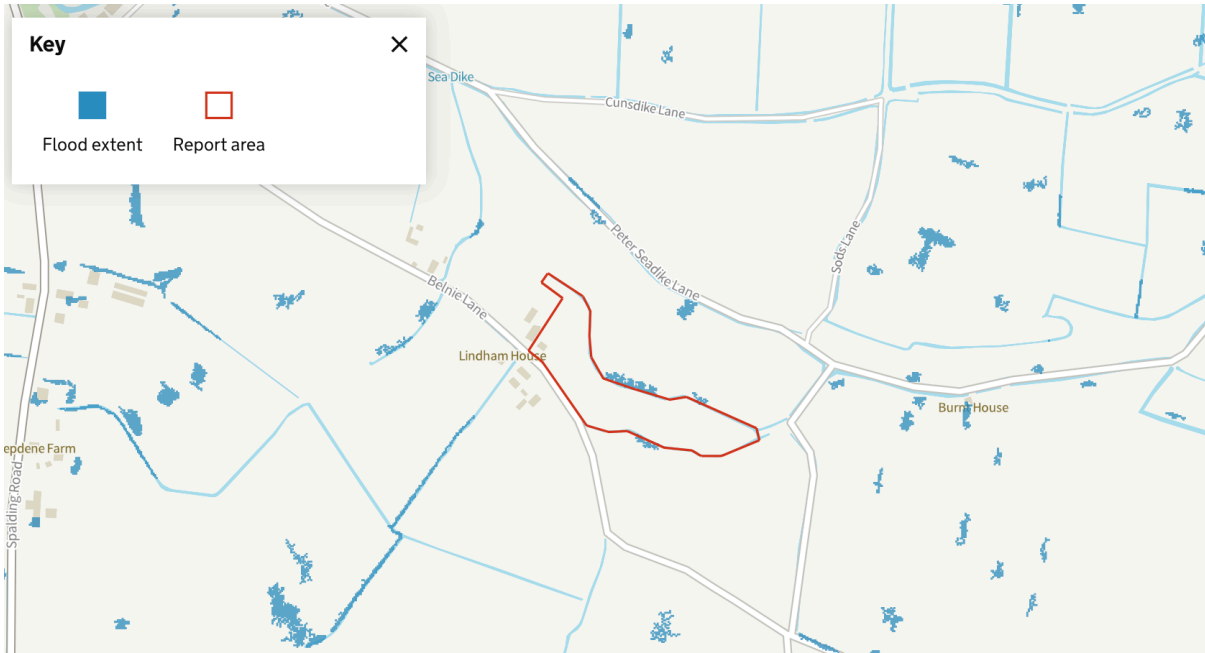 Key
Flood extent
Report area
Sea Dike
Cunsdike Lane
Peter Seadike Lane
Sods Lane
Belnie Lane
Lindham House
Burnt House
epdene Farm
Spalding Road